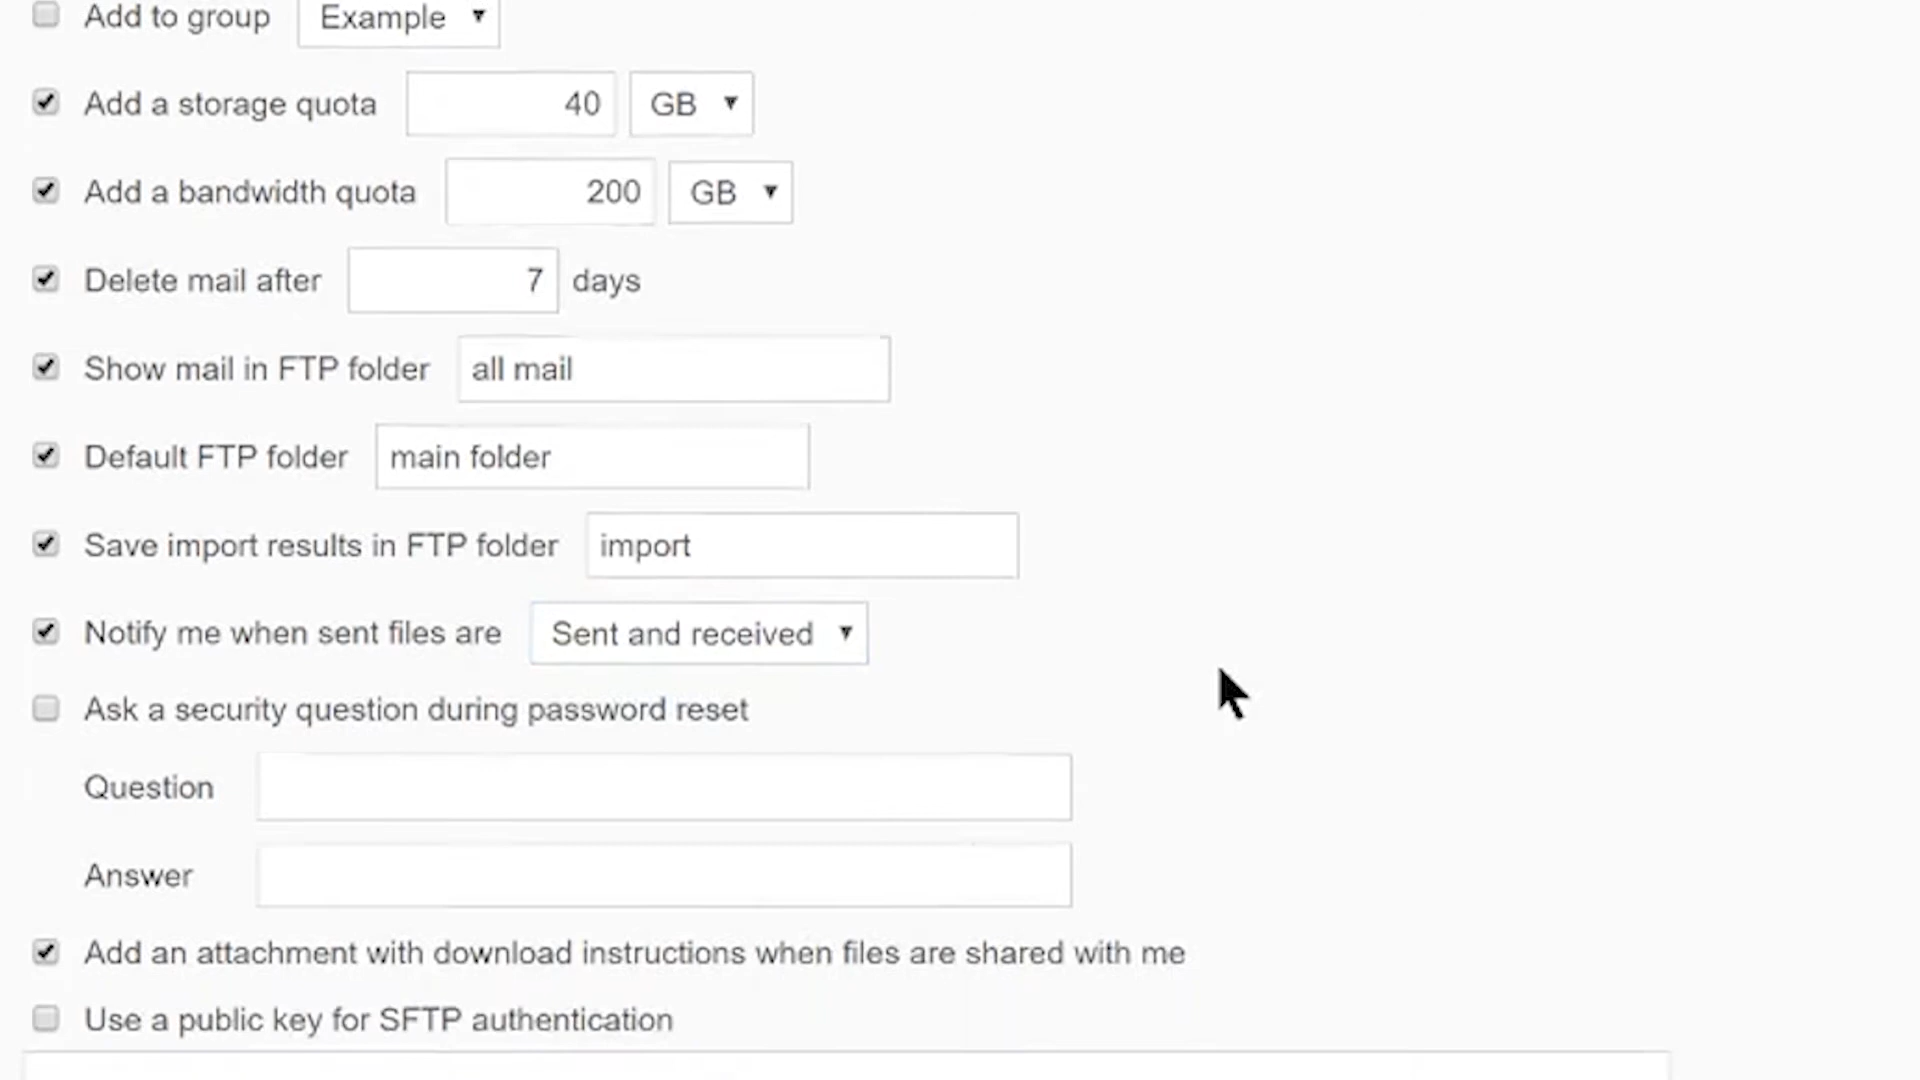 Add to group Example
Add a storage quota 40 GB
Add a bandwidth quota 200 GB
Delete mail after 7 days
Show mail in FTP folder all mail
Default FTP folder main folder
Save import results in FTP folder import
Notify me when sent files are Sent and received
Ask a security question during password reset
Question
Answer
Add an attachment with download instructions when files are shared with me
Use a public key for SFTP authentication